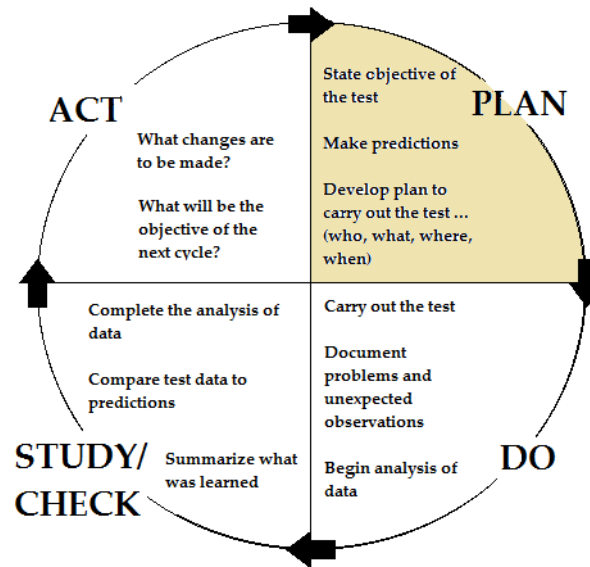 PLAN
State objective of
the test
Make predictions
Develop plan to
carry out the test ...
(who, what, where,
when)
DO
Carry out the test
Document
problems and
unexpected
observations
Begin analysis of
data
STUDY/
CHECK
Complete the analysis of
data
Compare test data to
predictions
Summarize what
was learned
ACT
What changes are
to be made?
What will be the
objective of the
next cycle?